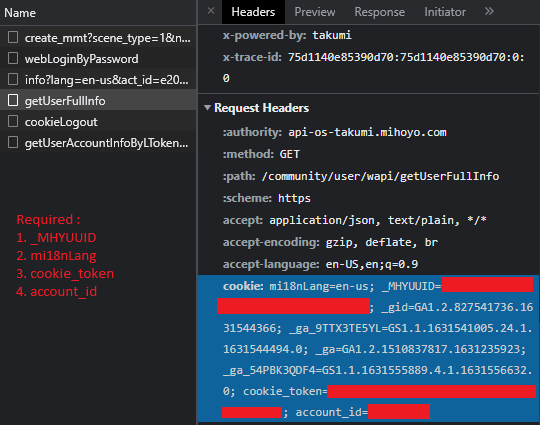 Name
create_mmt?scene_type=1&n...
webLoginByPassword
info?lang=en-us&act_id=e20...
getUserFullInfo
cookieLogout
getUserAccountInfoByLToken...
Required :
1. _MHYUUID
2. mi18nLang
3. cookie_token
4. account_id
Headers Preview Response Initiator
x-powered-by: takumi
x-trace-id: 75d1140e85390d70:75d1140e85390d70:0:
0
Request Headers
:authority: api-os-takumi.mihoyo.com
:method: GET
:path: /community/user/wapi/getUserFullInfo
:scheme: https
accept: application/json, text/plain, */*
accept-encoding: gzip, deflate, br
accept-language: en-US,en;q=0.9
cookie: mi18nLang=en-us; _MHYUUID=
; _gid=GA1.2.827541736.16
31544366; _ga_9TTX3TE5YL=GS1.1.1631541005.24.1.
1631544494.0; _ga=GA1.2.1510837817.1631235923;
_ga_54PBK3QDF4=GS1.1.1631555889.4.1.1631556632.
0; cookie_token=
; account_id=